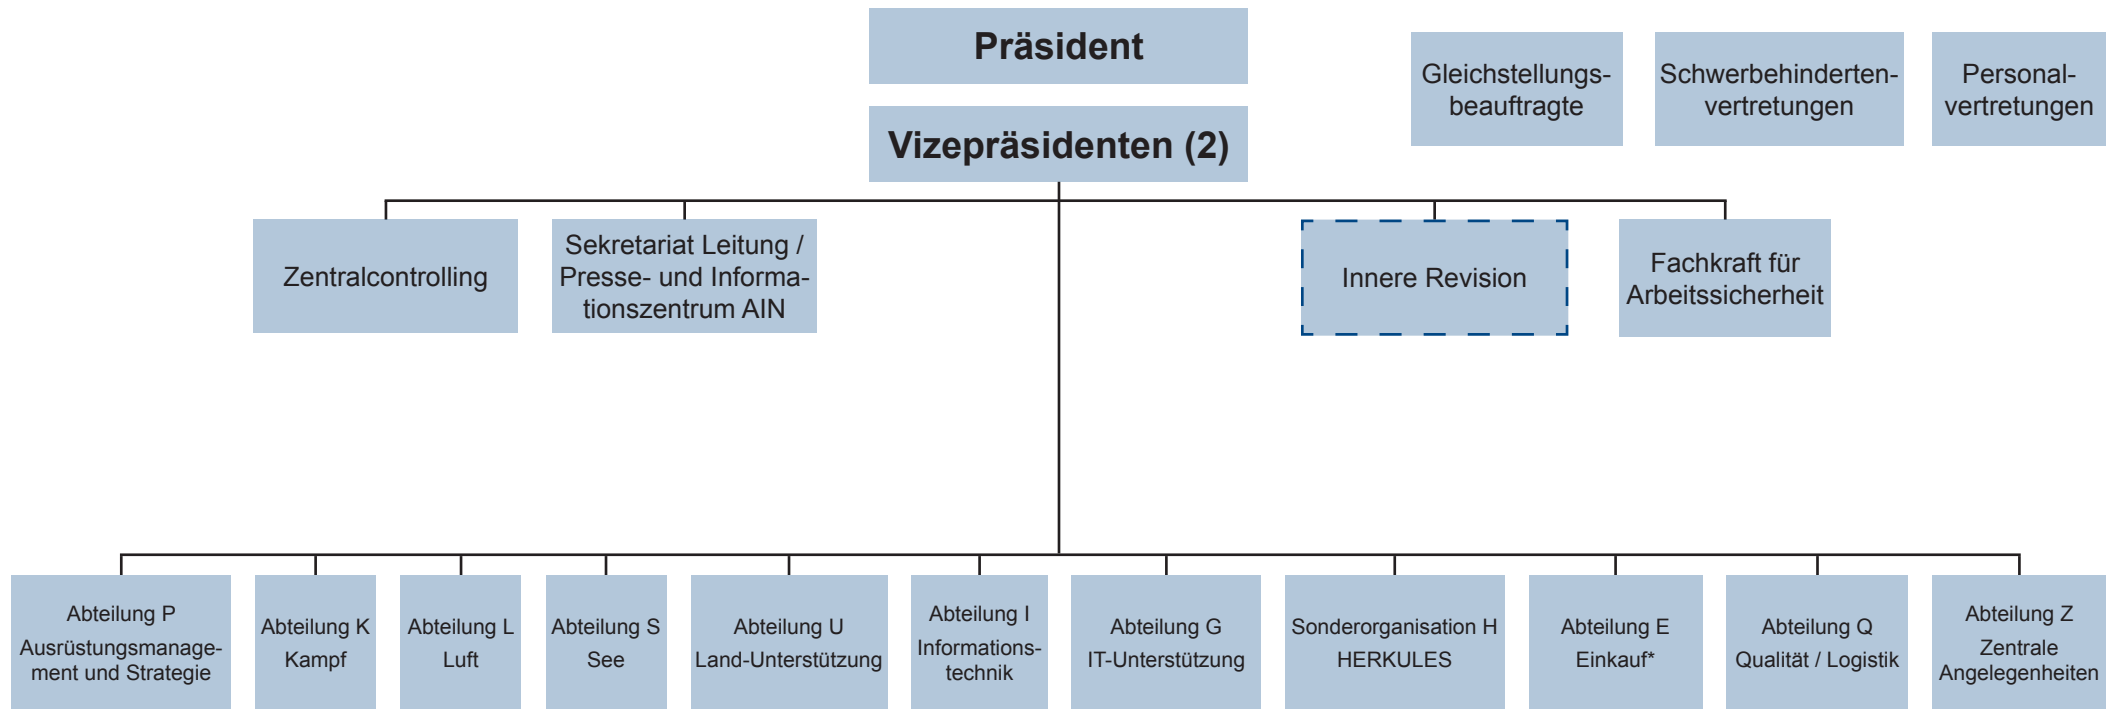 Präsident
Vizepräsidenten (2)
Gleichstellungs-
beauftragte
Schwerbehinderten-
vertretungen
Personal-
vertretungen
Zentralcontrolling
Sekretariat Leitung /
Presse- und Informa-
tionszentrum AIN
Innere Revision
Fachkraft für
Arbeitssicherheit
Abteilung P
Ausrüstungsmanage-
ment und Strategie
Abteilung K
Kampf
Abteilung L
Luft
Abteilung S
See
Abteilung U
Land-Unterstützung
Abteilung I
Informations-
technik
Abteilung G
IT-Unterstützung
Sonderorganisation H
HERKULES
Abteilung E
Einkauf*
Abteilung Q
Qualität / Logistik
Abteilung Z
Zentrale
Angelegenheiten